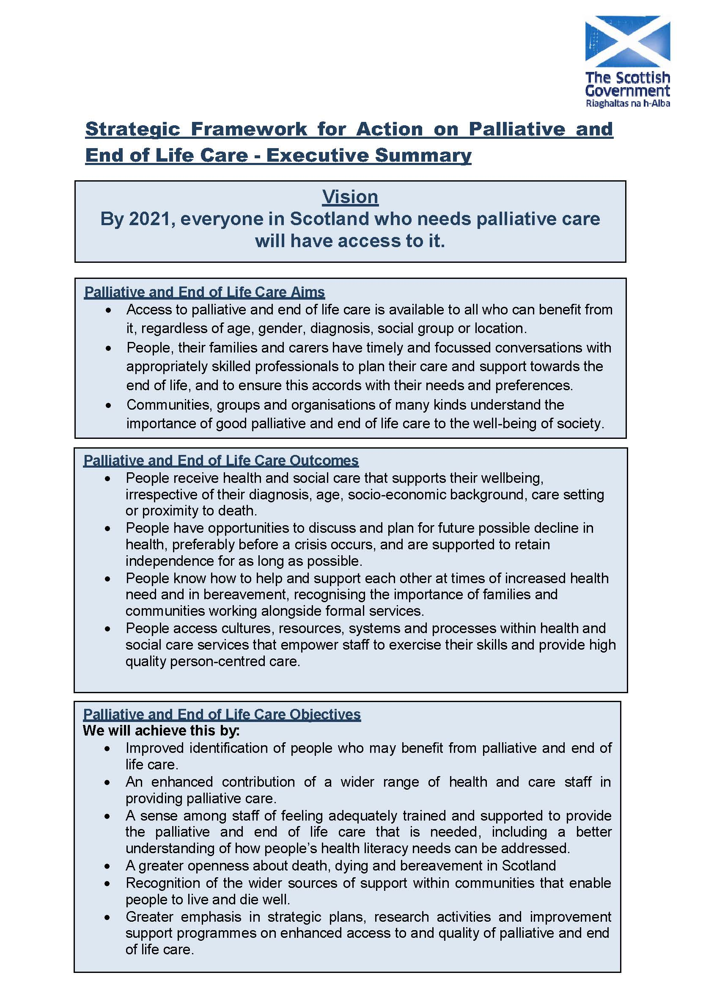 The Scottish
Government
Riaghaltas na h-Alba
Strategic Framework for Action on Palliative and
End of Life Care - Executive Summary
Vision
By 2021, everyone in Scotland who needs palliative care
will have access to it.
Palliative and End of Life Care Aims
• Access to palliative and end of life care is available to all who can benefit from
it, regardless of age, gender, diagnosis, social group or location.
• People, their families and carers have timely and focussed conversations with
appropriately skilled professionals to plan their care and support towards the
end of life, and to ensure this accords with their needs and preferences.
• Communities, groups and organisations of many kinds understand the
importance of good palliative and end of life care to the well-being of society.
Palliative and End of Life Care Outcomes
• People receive health and social care that supports their wellbeing,
irrespective of their diagnosis, age, socio-economic background, care setting
or proximity to death.
• People have opportunities to discuss and plan for future possible decline in
health, preferably before a crisis occurs, and are supported to retain
independence for as long as possible.
• People know how to help and support each other at times of increased health
need and in bereavement, recognising the importance of families and
communities working alongside formal services.
• People access cultures, resources, systems and processes within health and
social care services that empower staff to exercise their skills and provide high
quality person-centred care.
Palliative and End of Life Care Objectives
We will achieve this by:
• Improved identification of people who may benefit from palliative and end of
life care.
• An enhanced contribution of a wider range of health and care staff in
providing palliative care.
• A sense among staff of feeling adequately trained and supported to provide
the palliative and end of life care that is needed, including a better
understanding of how people’s health literacy needs can be addressed.
• A greater openness about death, dying and bereavement in Scotland
• Recognition of the wider sources of support within communities that enable
people to live and die well.
• Greater emphasis in strategic plans, research activities and improvement
support programmes on enhanced access to and quality of palliative and end
of life care.